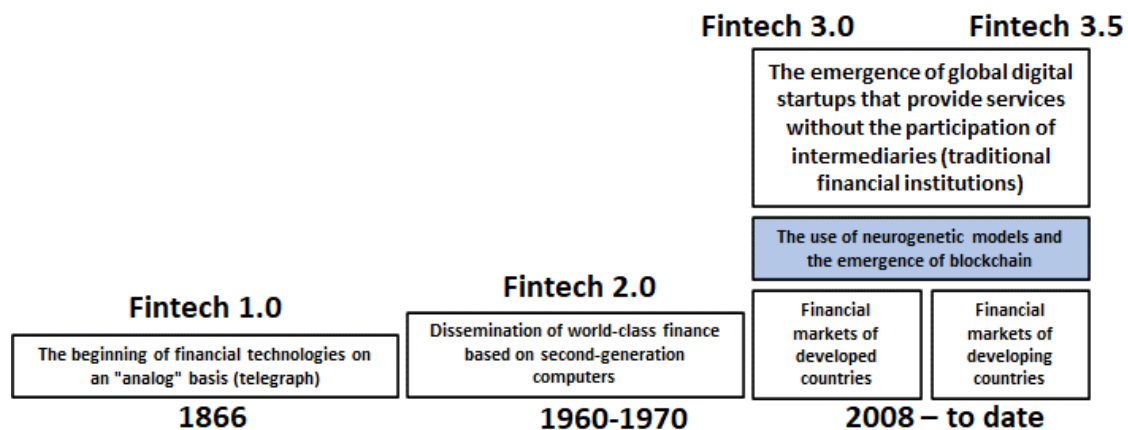 Fintech 3.0
Fintech 3.5
The emergence of global digital
startups that provide services
without the participation of
intermediaries (traditional
financial institutions)
The use of neurogenetic models and
the emergence of blockchain
Fintech 1.0
Fintech 2.0
The beginning of financial technologies on
an "analog" basis (telegraph)
Dissemination of world-class finance
based on second-generation
computers
Financial
markets of
developed
countries
Financial
markets of
developing
countries
1866
1960-1970
2008 – to date